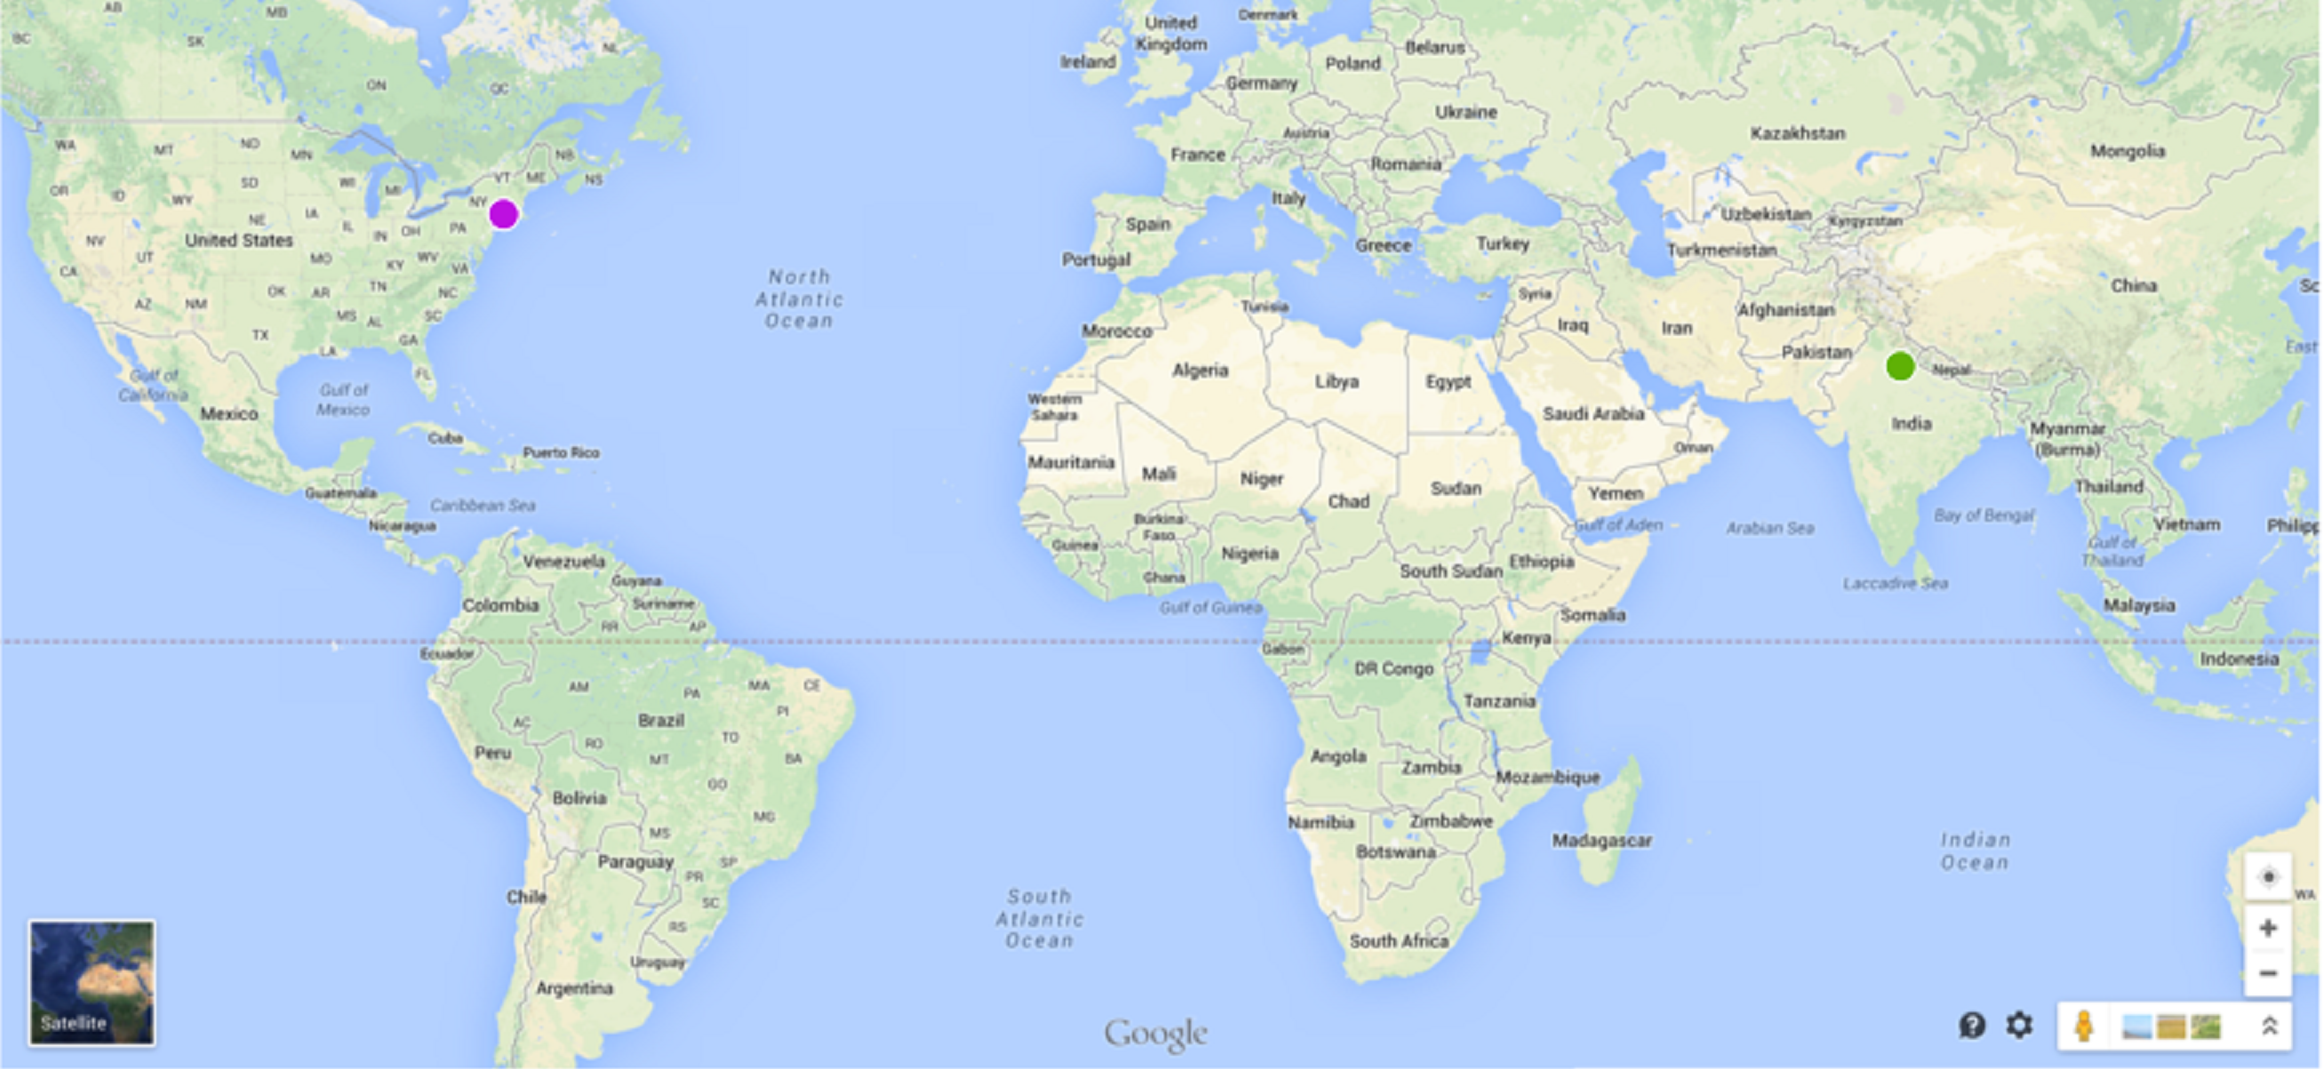 AB
MB
BC
SK
NL
ON
QC
WA
MT
ND
MN
NB
VT
ME
NS
OR
ID
WY
SD
WI
MI
NY
NE
IA
IL
IN
OH
PA
NV
UT
United States
CA
MO
KY
WV
VA
AZ
NM
OK
AR
TN
NC
TX
MS
AL
SC
LA
GA
FL
Gulf of
California
Gulf of
Mexico
Mexico
Cuba
Puerto Rico
Guatemala
Caribbean Sea
Nicaragua
North
Atlantic
Ocean
Venezuela
Guyana
Colombia
Suriname
RR
AP
Ecuador
AM
PA
MA
CE
PI
AC
Brazil
TO
RO
MT
BA
Peru
GO
Bolivia
MG
MS
Paraguay
SP
PR
Chile
SC
RS
Uruguay
Argentina
South
Atlantic
Ocean
Denmark
United
Kingdom
Ireland
Belarus
Poland
Germany
Ukraine
Austria
France
Romania
Italy
Spain
Portugal
Greece
Turkey
Kazakhstan
Mongolia
Uzbekistan
Kyrgyzstan
Turkmenistan
China
So
Tunisia
Syria
Afghanistan
Morocco
Iraq
Iran
Pakistan
East
Nepal
Algeria
Libya
Egypt
Western
Sahara
Saudi Arabia
India
Myanmar
(Burma)
Oman
Mauritania
Mali
Niger
Chad
Sudan
Yemen
Thailand
Gulf of Aden
Arabian Sea
Bay of Bengal
Vietnam
Philipp
Burkina
Faso
Guinea
Nigeria
Ghana
Ethiopia
South Sudan
Gulf of
Thailand
Laccadive Sea
Gulf of Guinea
Somalia
Malaysia
Kenya
Gabon
DR Congo
Indonesia
Tanzania
Angola
Zambia
Mozambique
Namibia
Zimbabwe
Madagascar
Botswana
Indian
Ocean
WA
South Africa
Satellite
Google